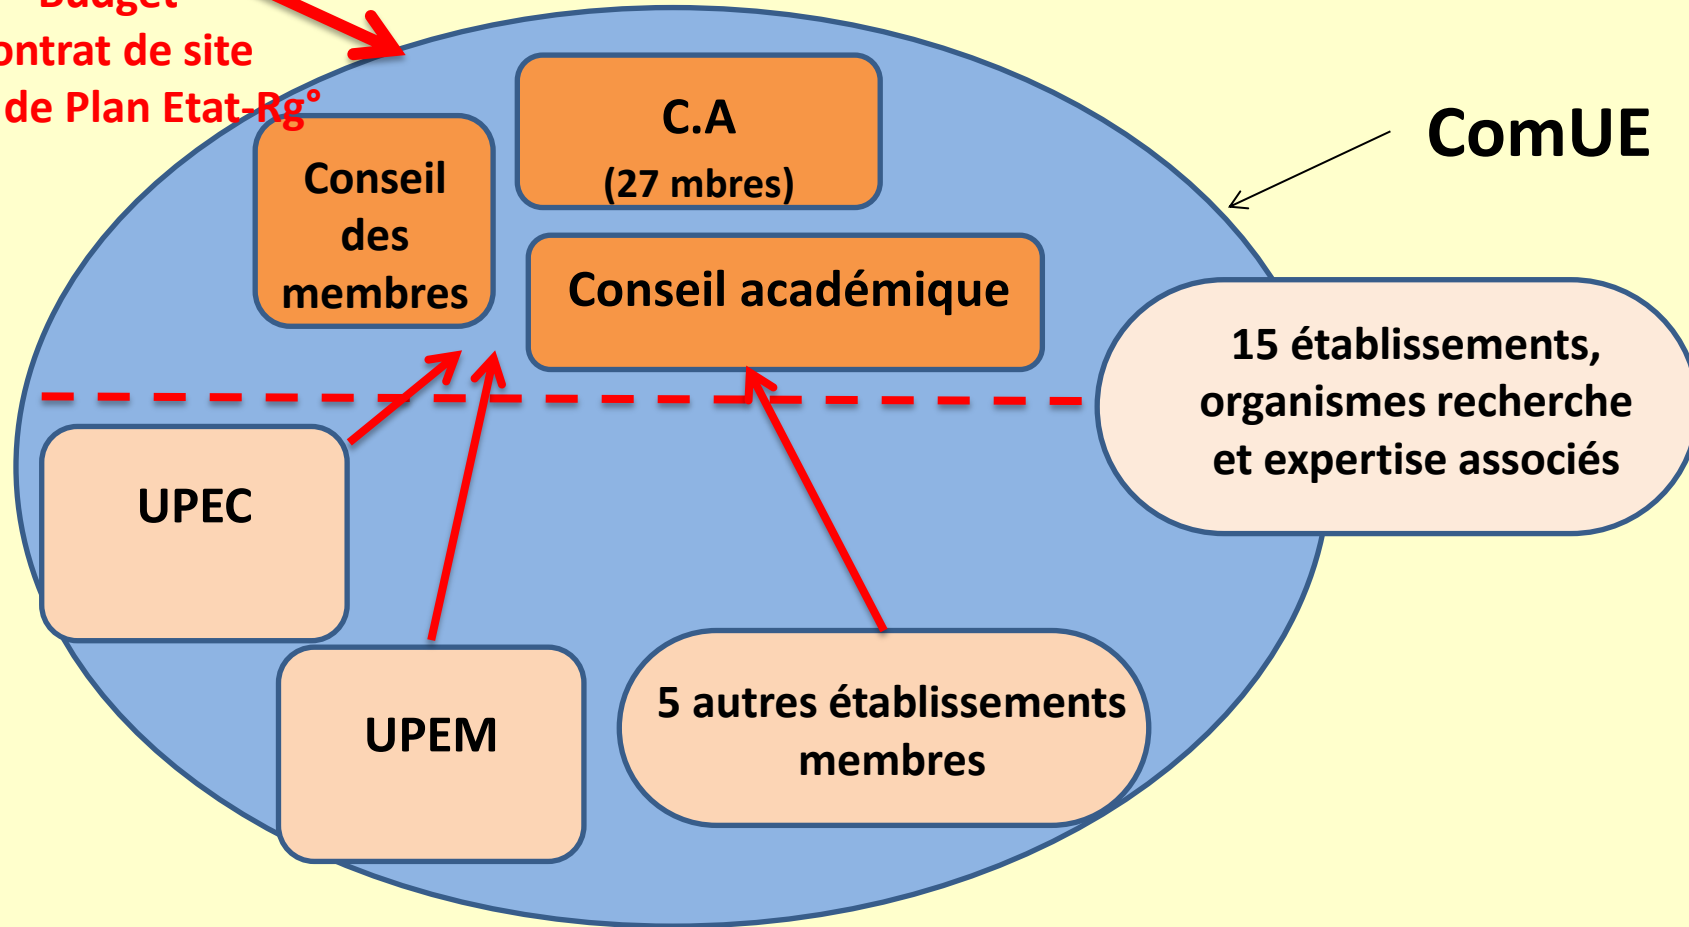 Budget
ontrat de site
de Plan Etat-Rg°
C.A
(27 mbres)
ComUE
Conseil
des
membres
Conseil académique
15 établissements,
organismes recherche
et expertise associés
UPEC
UPEM
5 autres établissements
membres